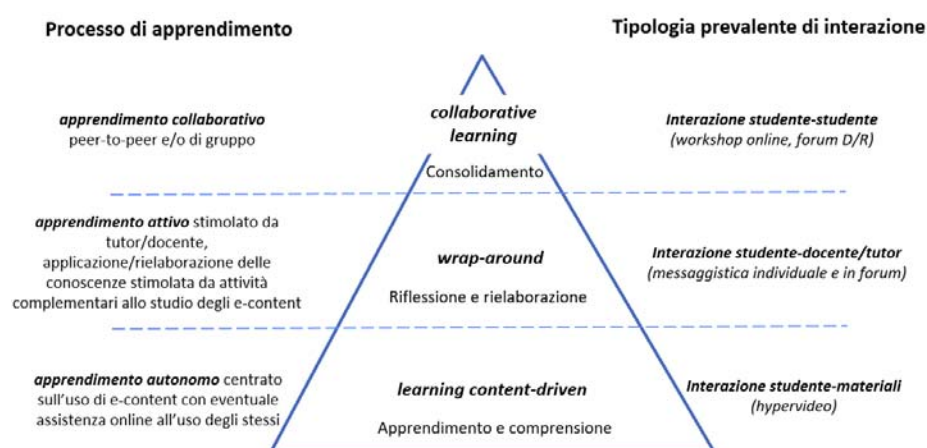 Processo di apprendimento
Tipologia prevalente di interazione
apprendimento collaborativo
peer-to-peer e/o di gruppo
collaborative
learning
Consolidamento
Interazione studente-studente
(workshop online, forum D/R)
apprendimento attivo stimolato da
tutor/docente,
applicazione/rielaborazione delle
conoscenze stimolata da attività
complementari allo studio degli e-content
wrap-around
Riflessione e rielaborazione
Interazione studente-docente/tutor
(messaggistica individuale e in forum)
apprendimento autonomo centrato
sull'uso di e-content con eventuale
assistenza online all'uso degli stessi
learning content-driven
Apprendimento e comprensione
Interazione studente-materiali
(hypervideo)